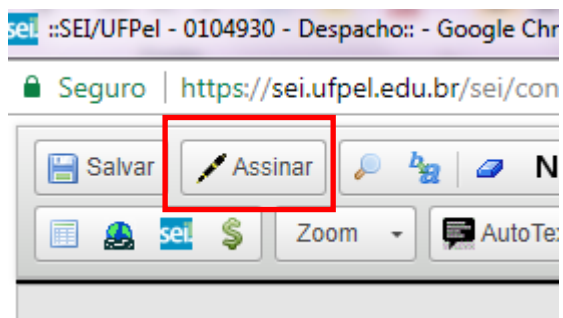 sei. ::SEI/UFPel - 0104930 - Despacho:: - Google Chr
Seguro | https://sei.ufpel.edu.br/sei/con
Salvar Assinar b a N
sei. $ Zoom AutoTe